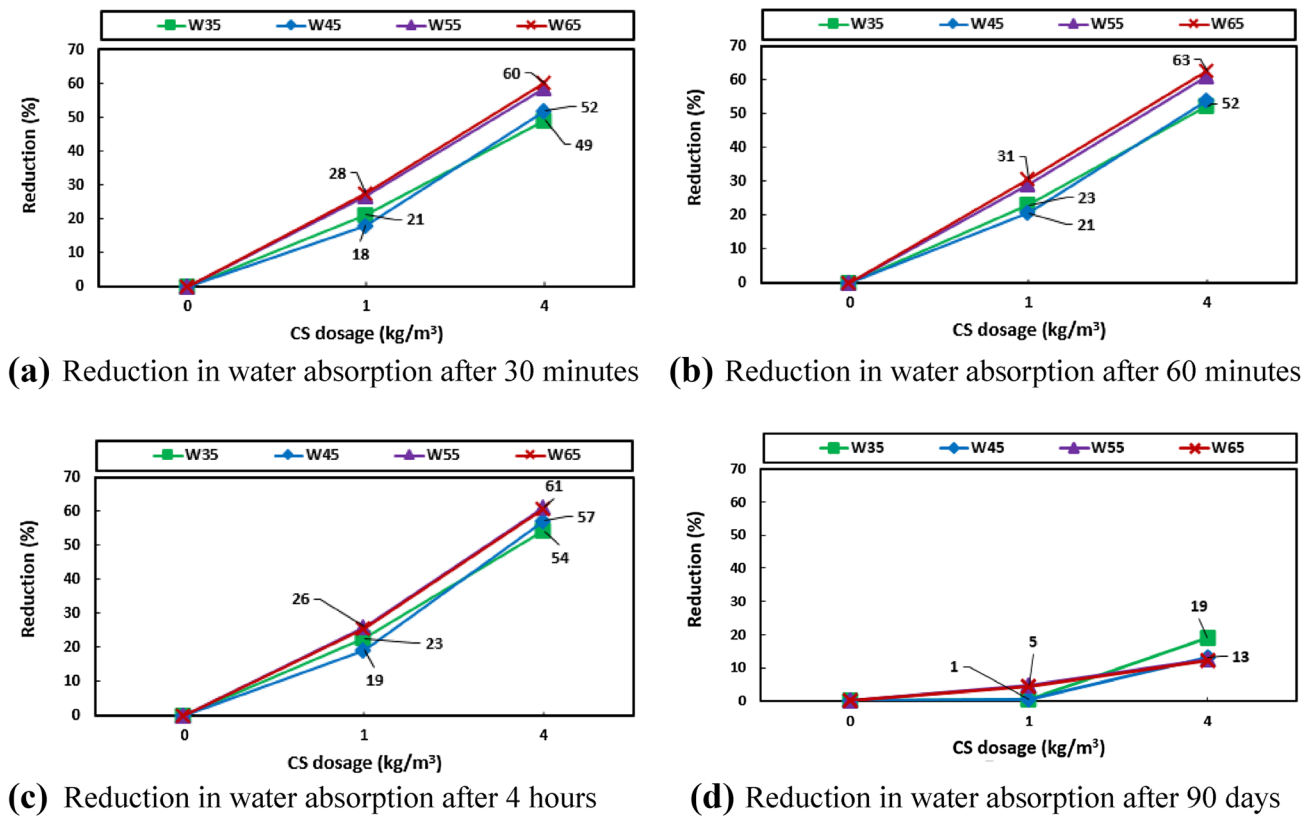 (a)
W35 W45 W55 W65
70
60
50
40
30
20
10
0
Reduction (%)
60
52
49
28
21
18
0 1 4
CS dosage (kg/m³)
(a) Reduction in water absorption after 30 minutes
(b)
W35 W45 W55 W65
70
60
50
40
30
20
10
0
Reduction (%)
63
52
31
23
21
0 1 4
CS dosage (kg/m³)
(b) Reduction in water absorption after 60 minutes
W35 W45 W55 W65
70
60
50
40
30
20
10
0
Reduction (%)
61
57
54
26
23
19
0 1 4
CS dosage (kg/m³)
(c) Reduction in water absorption after 4 hours
W35 W45 W55 W65
70
60
50
40
30
20
10
0
Reduction (%)
19
13
5
1
0 1 4
CS dosage (kg/m³)
(d) Reduction in water absorption after 90 days